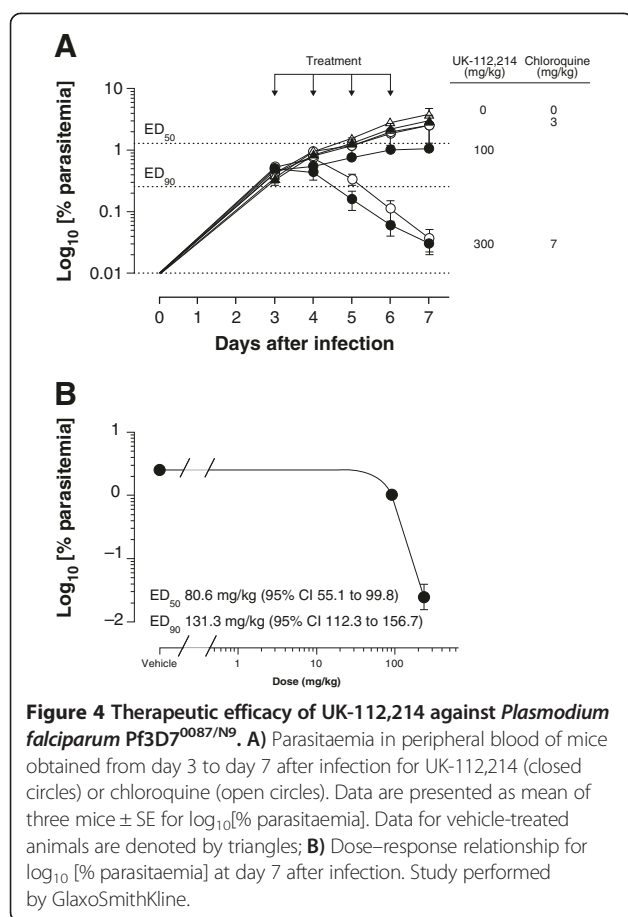 A
Treatment
UK-112,214 (mg/kg)
Chloroquine (mg/kg)
Log10 [% parasitemia]
10
1
0.1
0.01
ED50
ED90
0 0
3
100
300 7
0 1 2 3 4 5 6 7
Days after infection
B
Log10 [% parasitemia]
1
0
−1
−2
ED50 80.6 mg/kg (95% CI 55.1 to 99.8)
ED90 131.3 mg/kg (95% CI 112.3 to 156.7)
Vehicle 1 10 100
Dose (mg/kg)
Figure 4 Therapeutic efficacy of UK-112,214 against Plasmodium
falciparum Pf3D7^0087/N9. A) Parasitaemia in peripheral blood of mice
obtained from day 3 to day 7 after infection for UK-112,214 (closed
circles) or chloroquine (open circles). Data are presented as mean of
three mice ± SE for log10[% parasitaemia]. Data for vehicle-treated
animals are denoted by triangles; B) Dose–response relationship for
log10 [% parasitaemia] at day 7 after infection. Study performed
by GlaxoSmithKline.